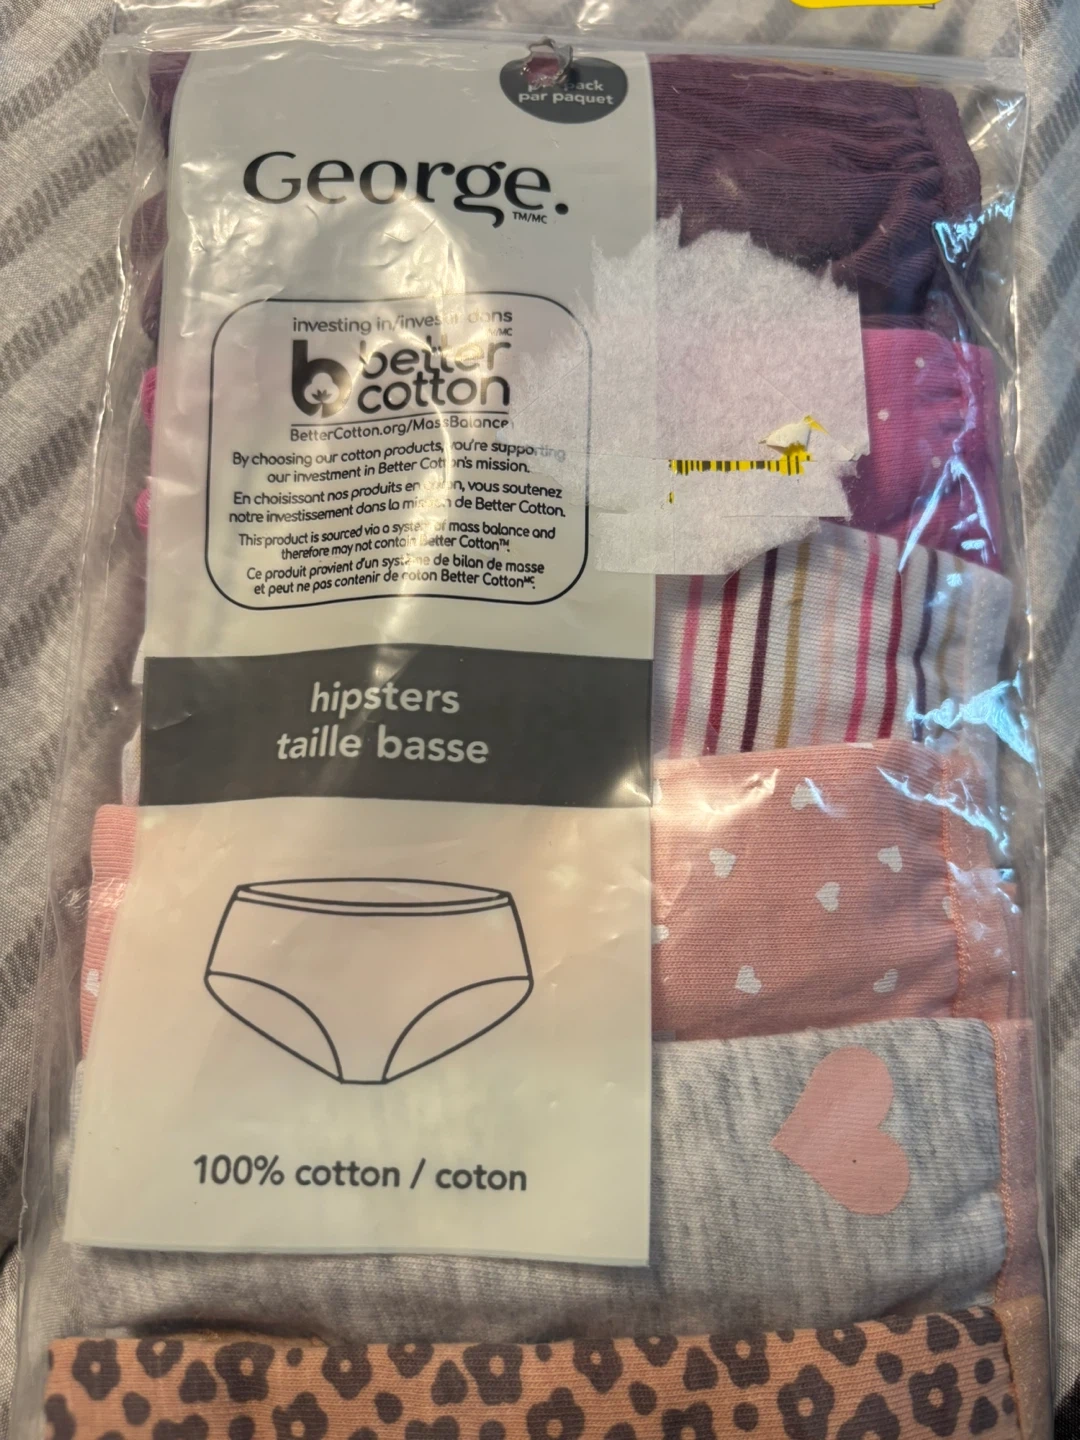 pack
par paquet
George.
TM/MC
investing in/invest dans
MC
better
cotton
BetterCotton.org/MassBalance
By choosing our cotton products, you're supporting
our investment in Better Cotton's mission.
En choisissant nos produits en coton, vous soutenez
notre investissement dans la mission de Better Cotton.
This product is sourced via a system of mass balance and
therefore may not contain Better Cotton™.
Ce produit provient d'un système de bilan de masse
et peut ne pas contenir de coton Better Cottonᴹᶜ.
hipsters
taille basse
100% cotton / coton